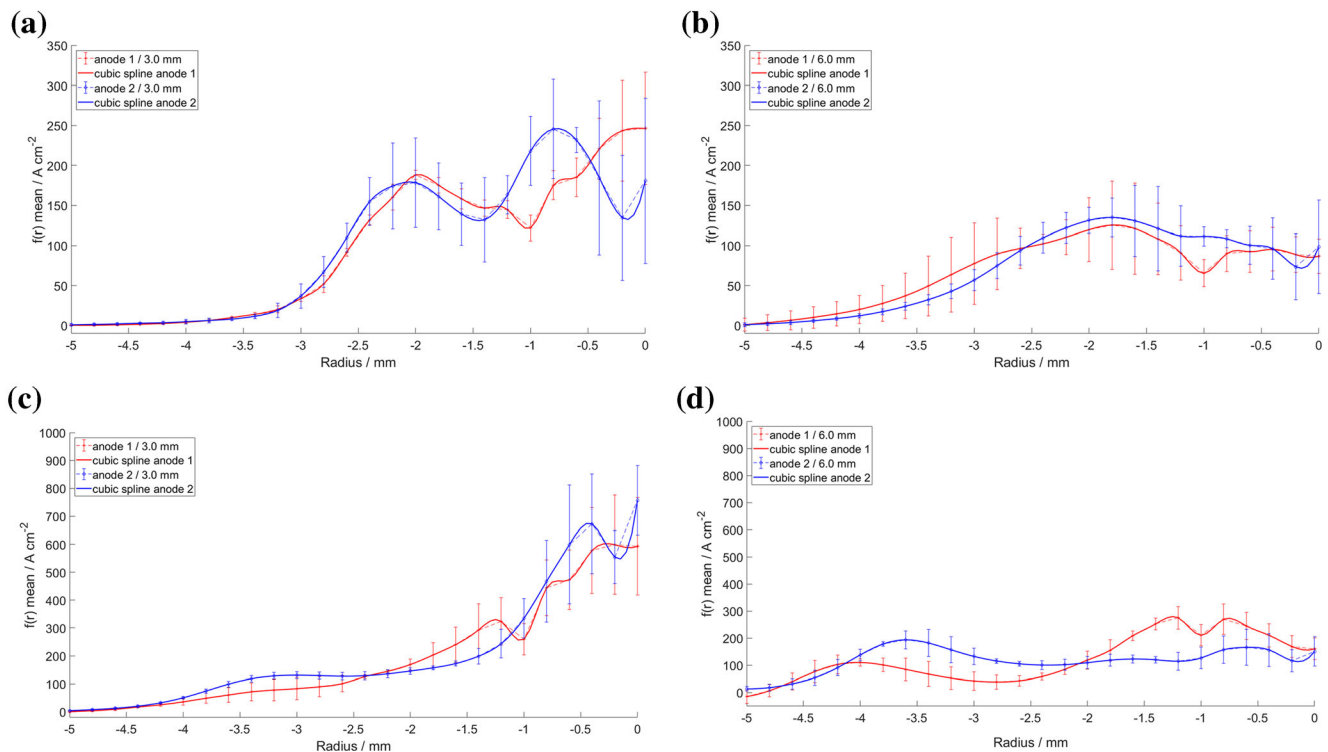 (a)
350
300
250
200
150
100
50
0
f(r) mean / A cm⁻²
anode 1 / 3.0 mm
cubic spline anode 1
anode 2 / 3.0 mm
cubic spline anode 2
-5 -4.5 -4 -3.5 -3 -2.5 -2 -1.5 -1 -0.5 0
Radius / mm
(b)
350
300
250
200
150
100
50
0
f(r) mean / A cm⁻²
anode 1 / 6.0 mm
cubic spline anode 1
anode 2 / 6.0 mm
cubic spline anode 2
-5 -4.5 -4 -3.5 -3 -2.5 -2 -1.5 -1 -0.5 0
Radius / mm
(c)
1000
900
800
700
600
500
400
300
200
100
0
f(r) mean / A cm⁻²
anode 1 / 3.0 mm
cubic spline anode 1
anode 2 / 3.0 mm
cubic spline anode 2
-5 -4.5 -4 -3.5 -3 -2.5 -2 -1.5 -1 -0.5 0
Radius / mm
(d)
1000
900
800
700
600
500
400
300
200
100
0
f(r) mean / A cm⁻²
anode 1 / 6.0 mm
cubic spline anode 1
anode 2 / 6.0 mm
cubic spline anode 2
-5 -4.5 -4 -3.5 -3 -2.5 -2 -1.5 -1 -0.5 0
Radius / mm